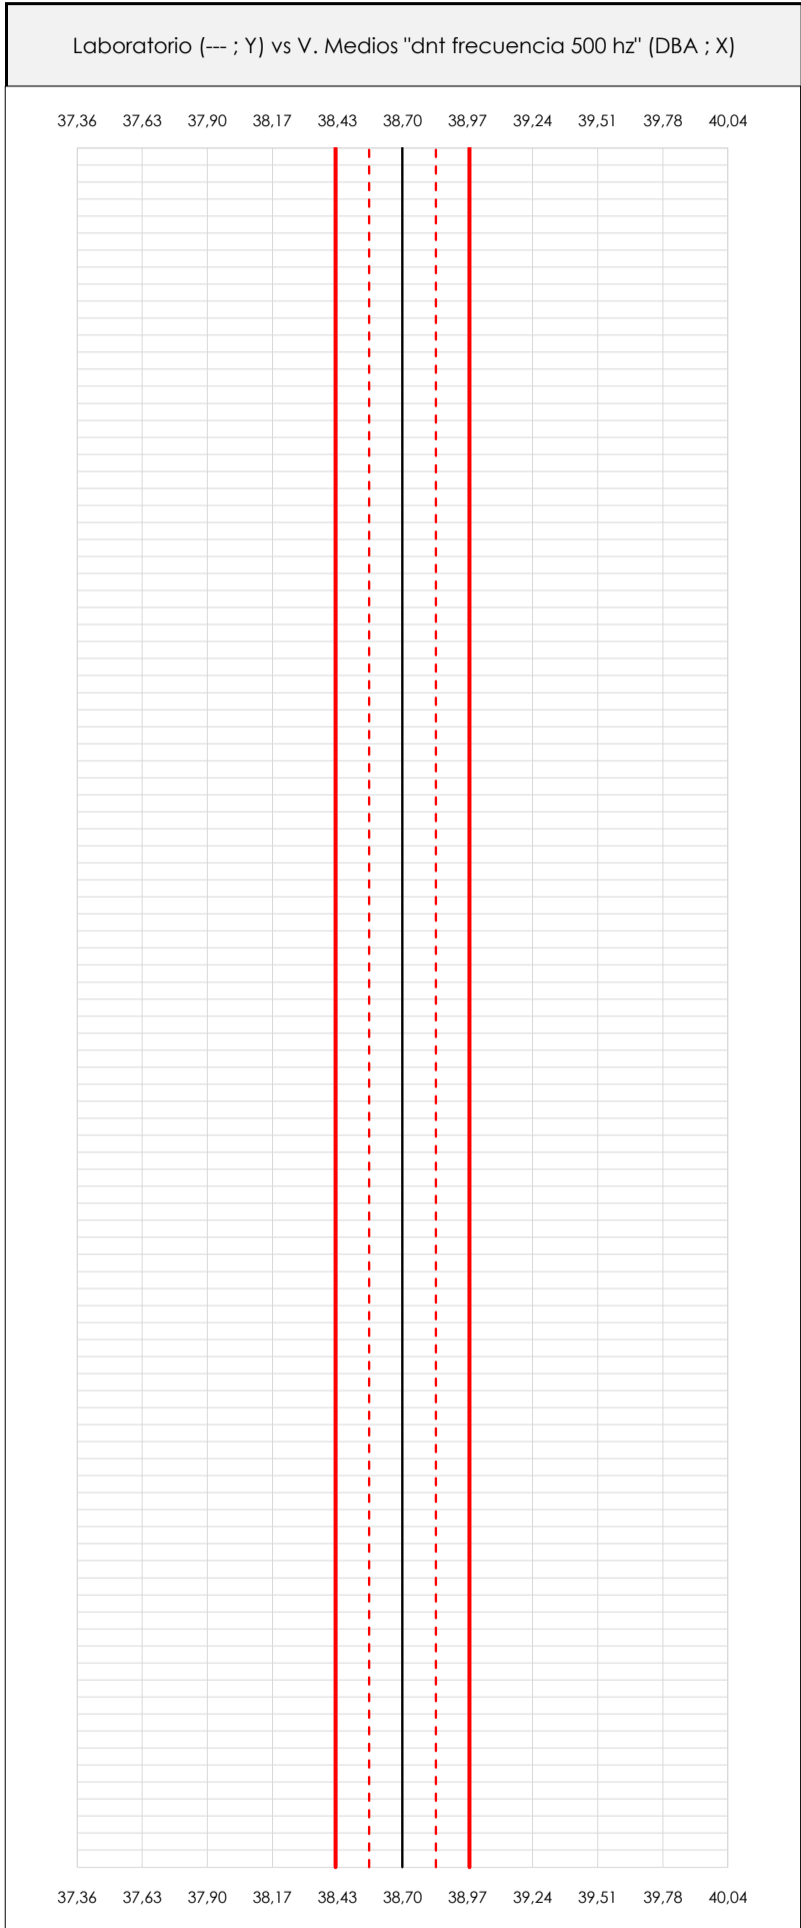 Laboratorio (--- ; Y) vs V. Medios "dnt frecuencia 500 hz" (DBA ; X)
37,36 37,63 37,90 38,17 38,43 38,70 38,97 39,24 39,51 39,78 40,04
37,36 37,63 37,90 38,17 38,43 38,70 38,97 39,24 39,51 39,78 40,04